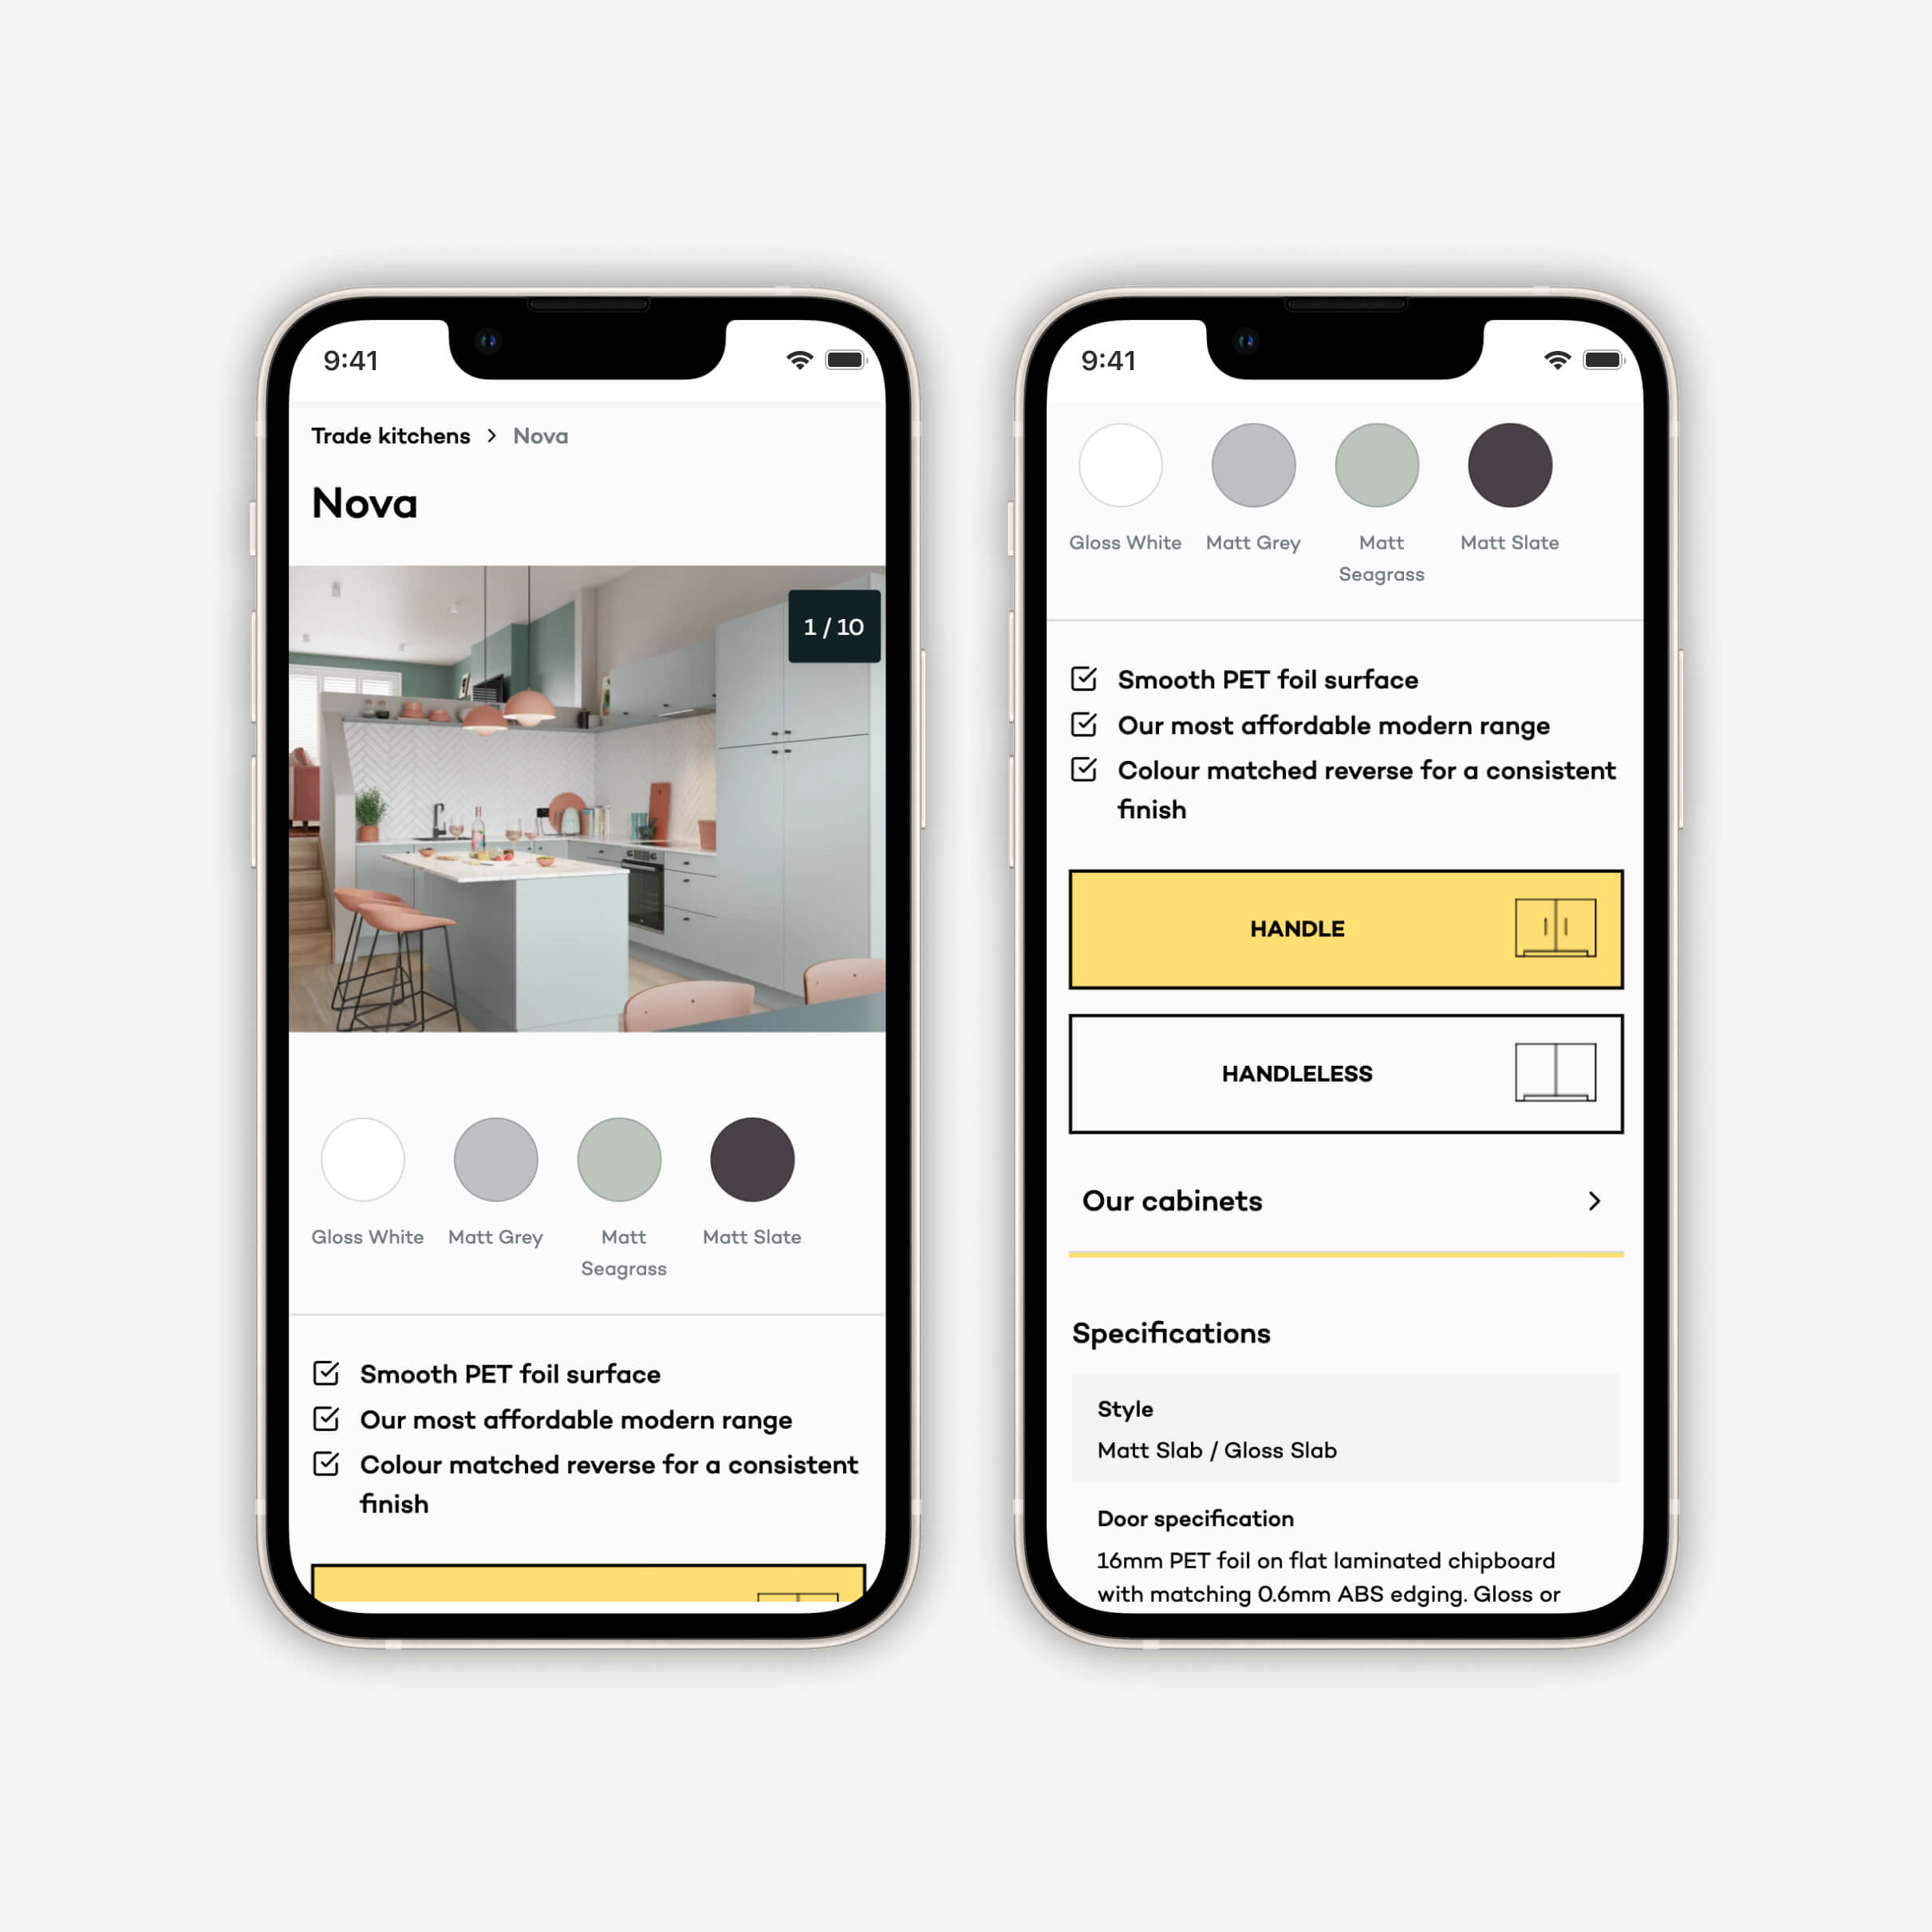 9:41
Trade kitchens > Nova
Nova
1 / 10
Gloss White
Matt Grey
Matt
Seagrass
Matt Slate
Smooth PET foil surface
Our most affordable modern range
Colour matched reverse for a consistent
finish
9:41
Gloss White
Matt Grey
Matt
Seagrass
Matt Slate
Smooth PET foil surface
Our most affordable modern range
Colour matched reverse for a consistent
finish
HANDLE
HANDLELESS
Our cabinets
Specifications
Style
Matt Slab / Gloss Slab
Door specification
16mm PET foil on flat laminated chipboard
with matching 0.6mm ABS edging. Gloss or